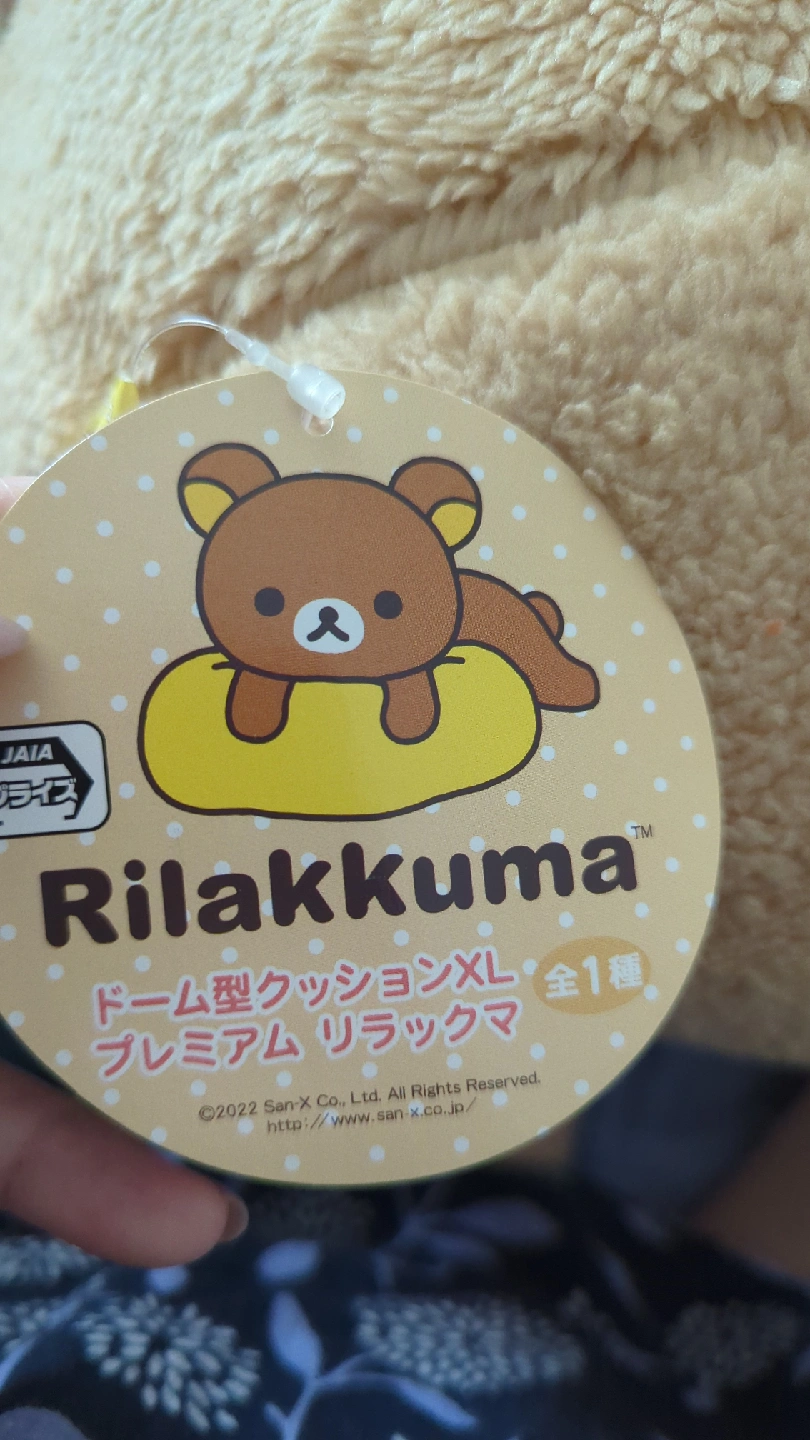 JAIA
プライズ
Rilakkuma™
ドーム型クッションXL
プレミアム リラックマ
全1種
©2022 San-X Co., Ltd. All Rights Reserved.
http://www.san-x.co.jp/